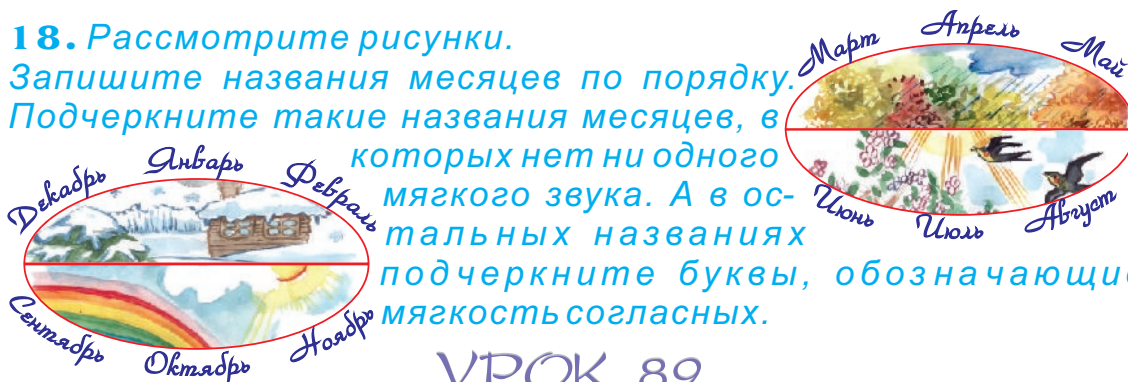 18. Рассмотрите рисунки.
Запишите названия месяцев по порядку.
Подчеркните такие названия месяцев, в
которых нет ни одного
мягкого звука. А в ос-
тальных названиях
подчеркните буквы, обозначающие
мягкость согласных.
Март Апрель Май
Июнь Июль Август
Декабрь Январь Февраль
Сентябрь Октябрь Ноябрь
УРОК 89